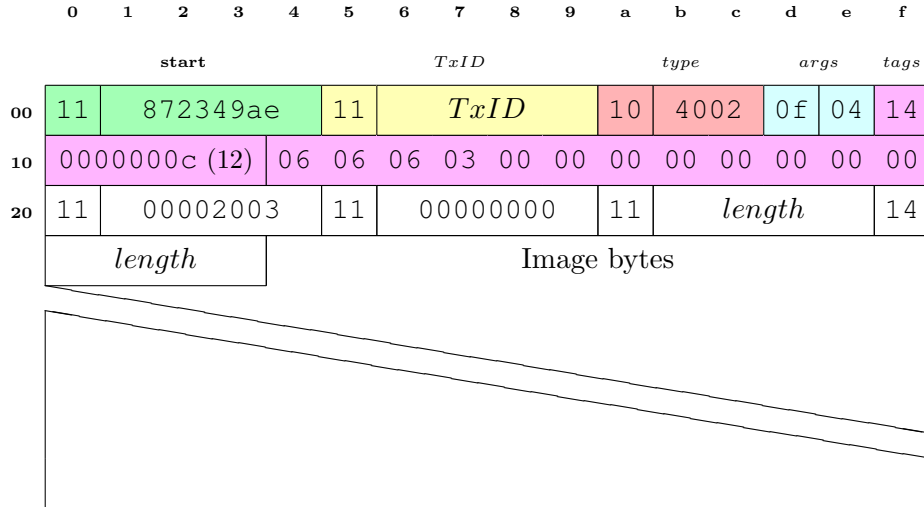 0 1 2 3 4 5 6 7 8 9 a b c d e f
start TxID type args tags
00 11 872349ae 11 TxID 10 4002 0f 04 14
10 0000000c (12) 06 06 06 03 00 00 00 00 00 00 00 00
20 11 00002003 11 00000000 11 length 14
length Image bytes